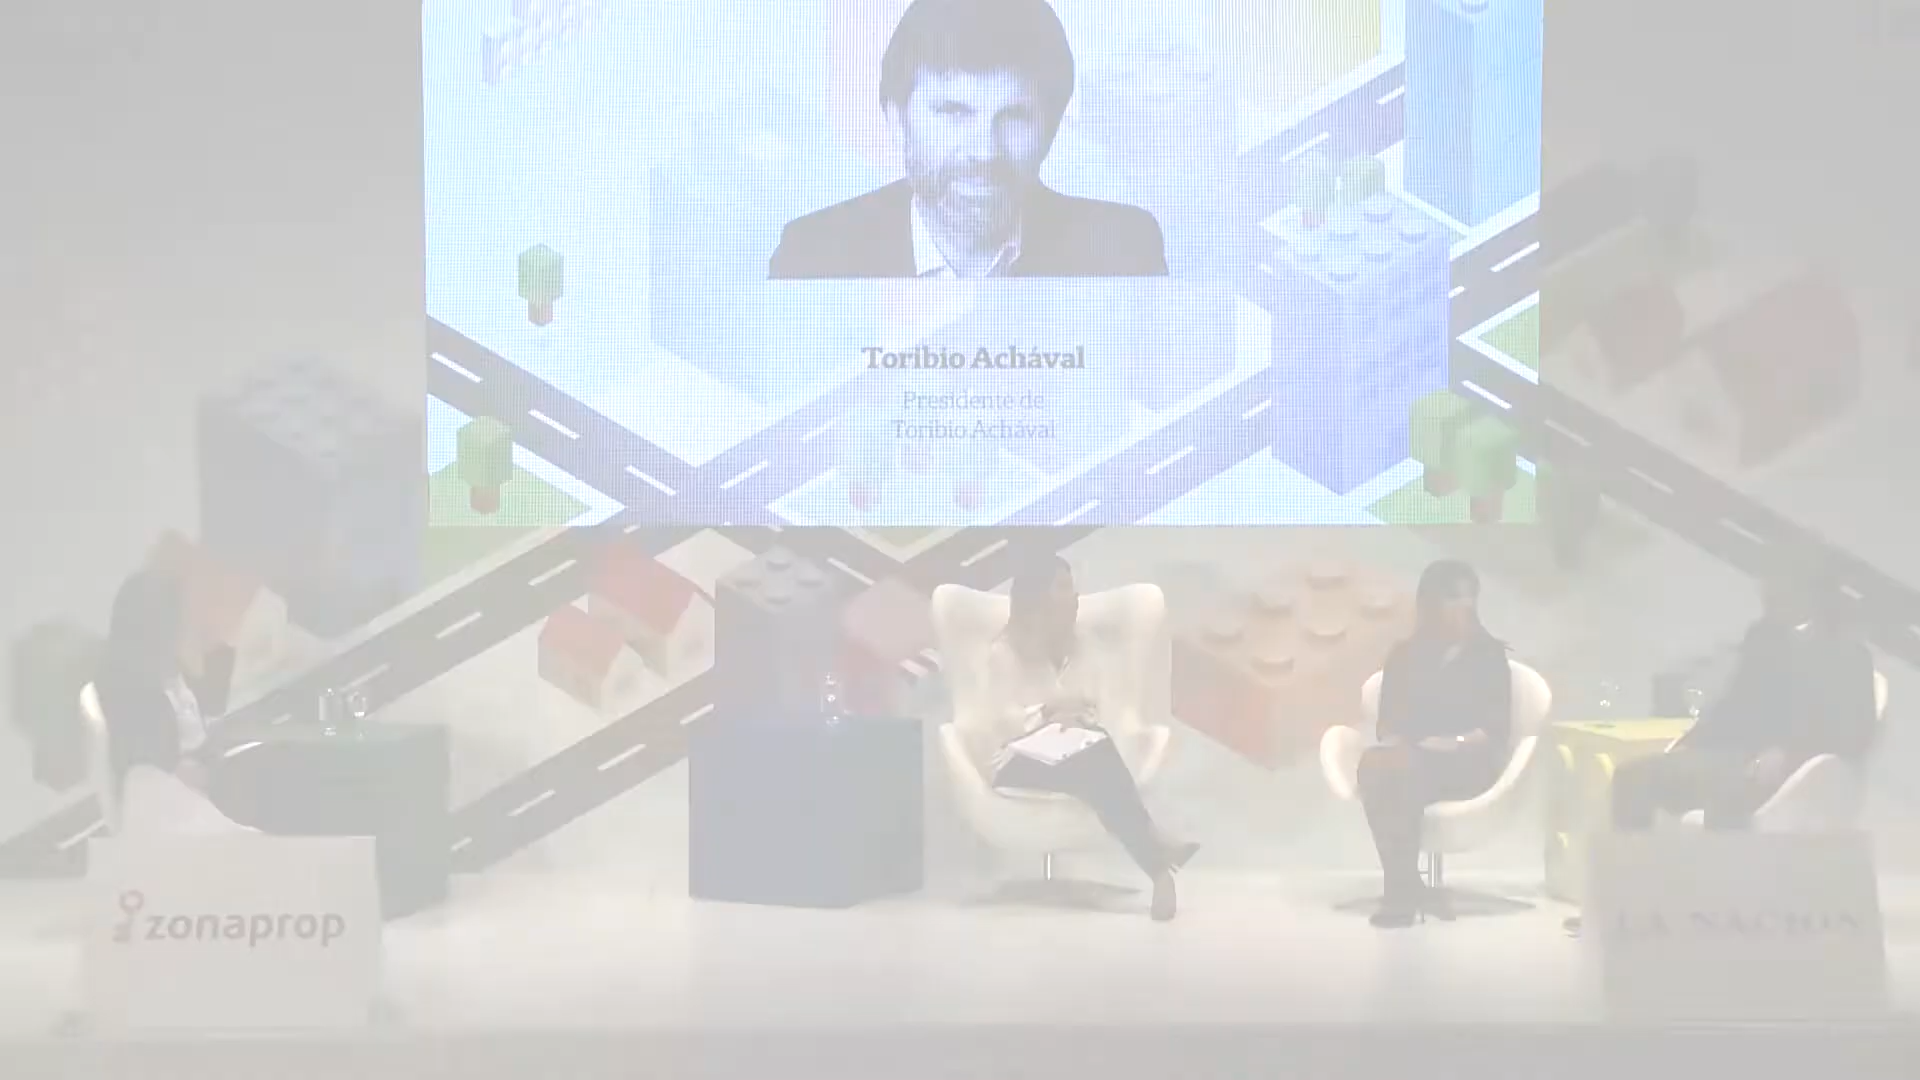 Toribio Achával
Presidente de
Toribio Achával
zonaprop
LA NACION